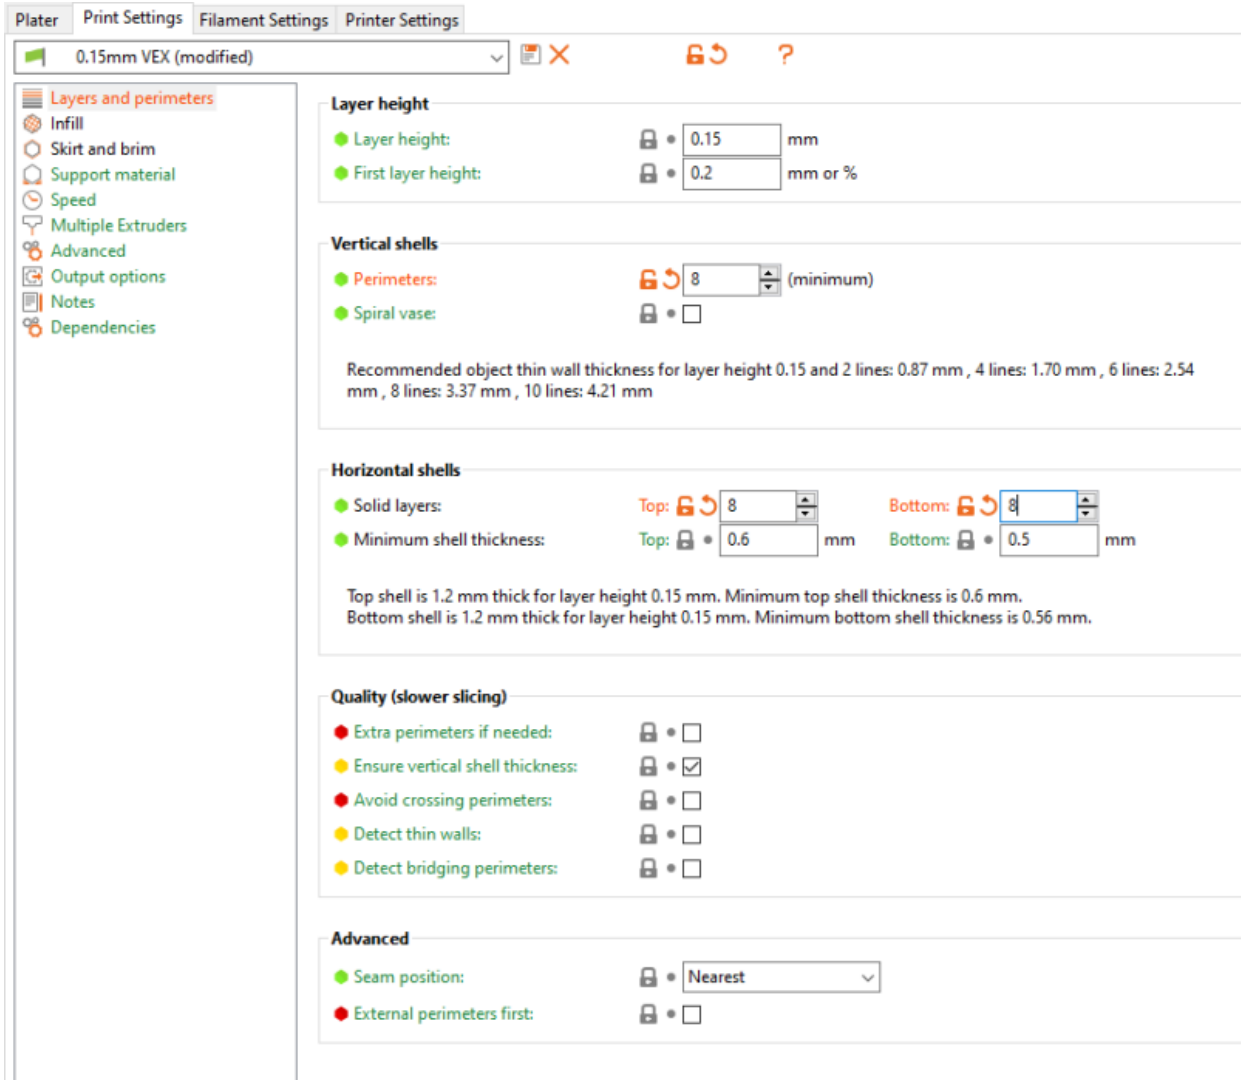 Plater Print Settings Filament Settings Printer Settings
0.15mm VEX (modified) ?
Layers and perimeters
Infill
Skirt and brim
Support material
Speed
Multiple Extruders
Advanced
Output options
Notes
Dependencies
Layer height
Layer height: 0.15 mm
First layer height: 0.2 mm or %
Vertical shells
Perimeters: 8 (minimum)
Spiral vase:
Recommended object thin wall thickness for layer height 0.15 and 2 lines: 0.87 mm , 4 lines: 1.70 mm , 6 lines: 2.54
mm , 8 lines: 3.37 mm , 10 lines: 4.21 mm
Horizontal shells
Solid layers: Top: 8 Bottom: 8
Minimum shell thickness: Top: 0.6 mm Bottom: 0.5 mm
Top shell is 1.2 mm thick for layer height 0.15 mm. Minimum top shell thickness is 0.6 mm.
Bottom shell is 1.2 mm thick for layer height 0.15 mm. Minimum bottom shell thickness is 0.56 mm.
Quality (slower slicing)
Extra perimeters if needed:
Ensure vertical shell thickness:
Avoid crossing perimeters:
Detect thin walls:
Detect bridging perimeters:
Advanced
Seam position: Nearest
External perimeters first: